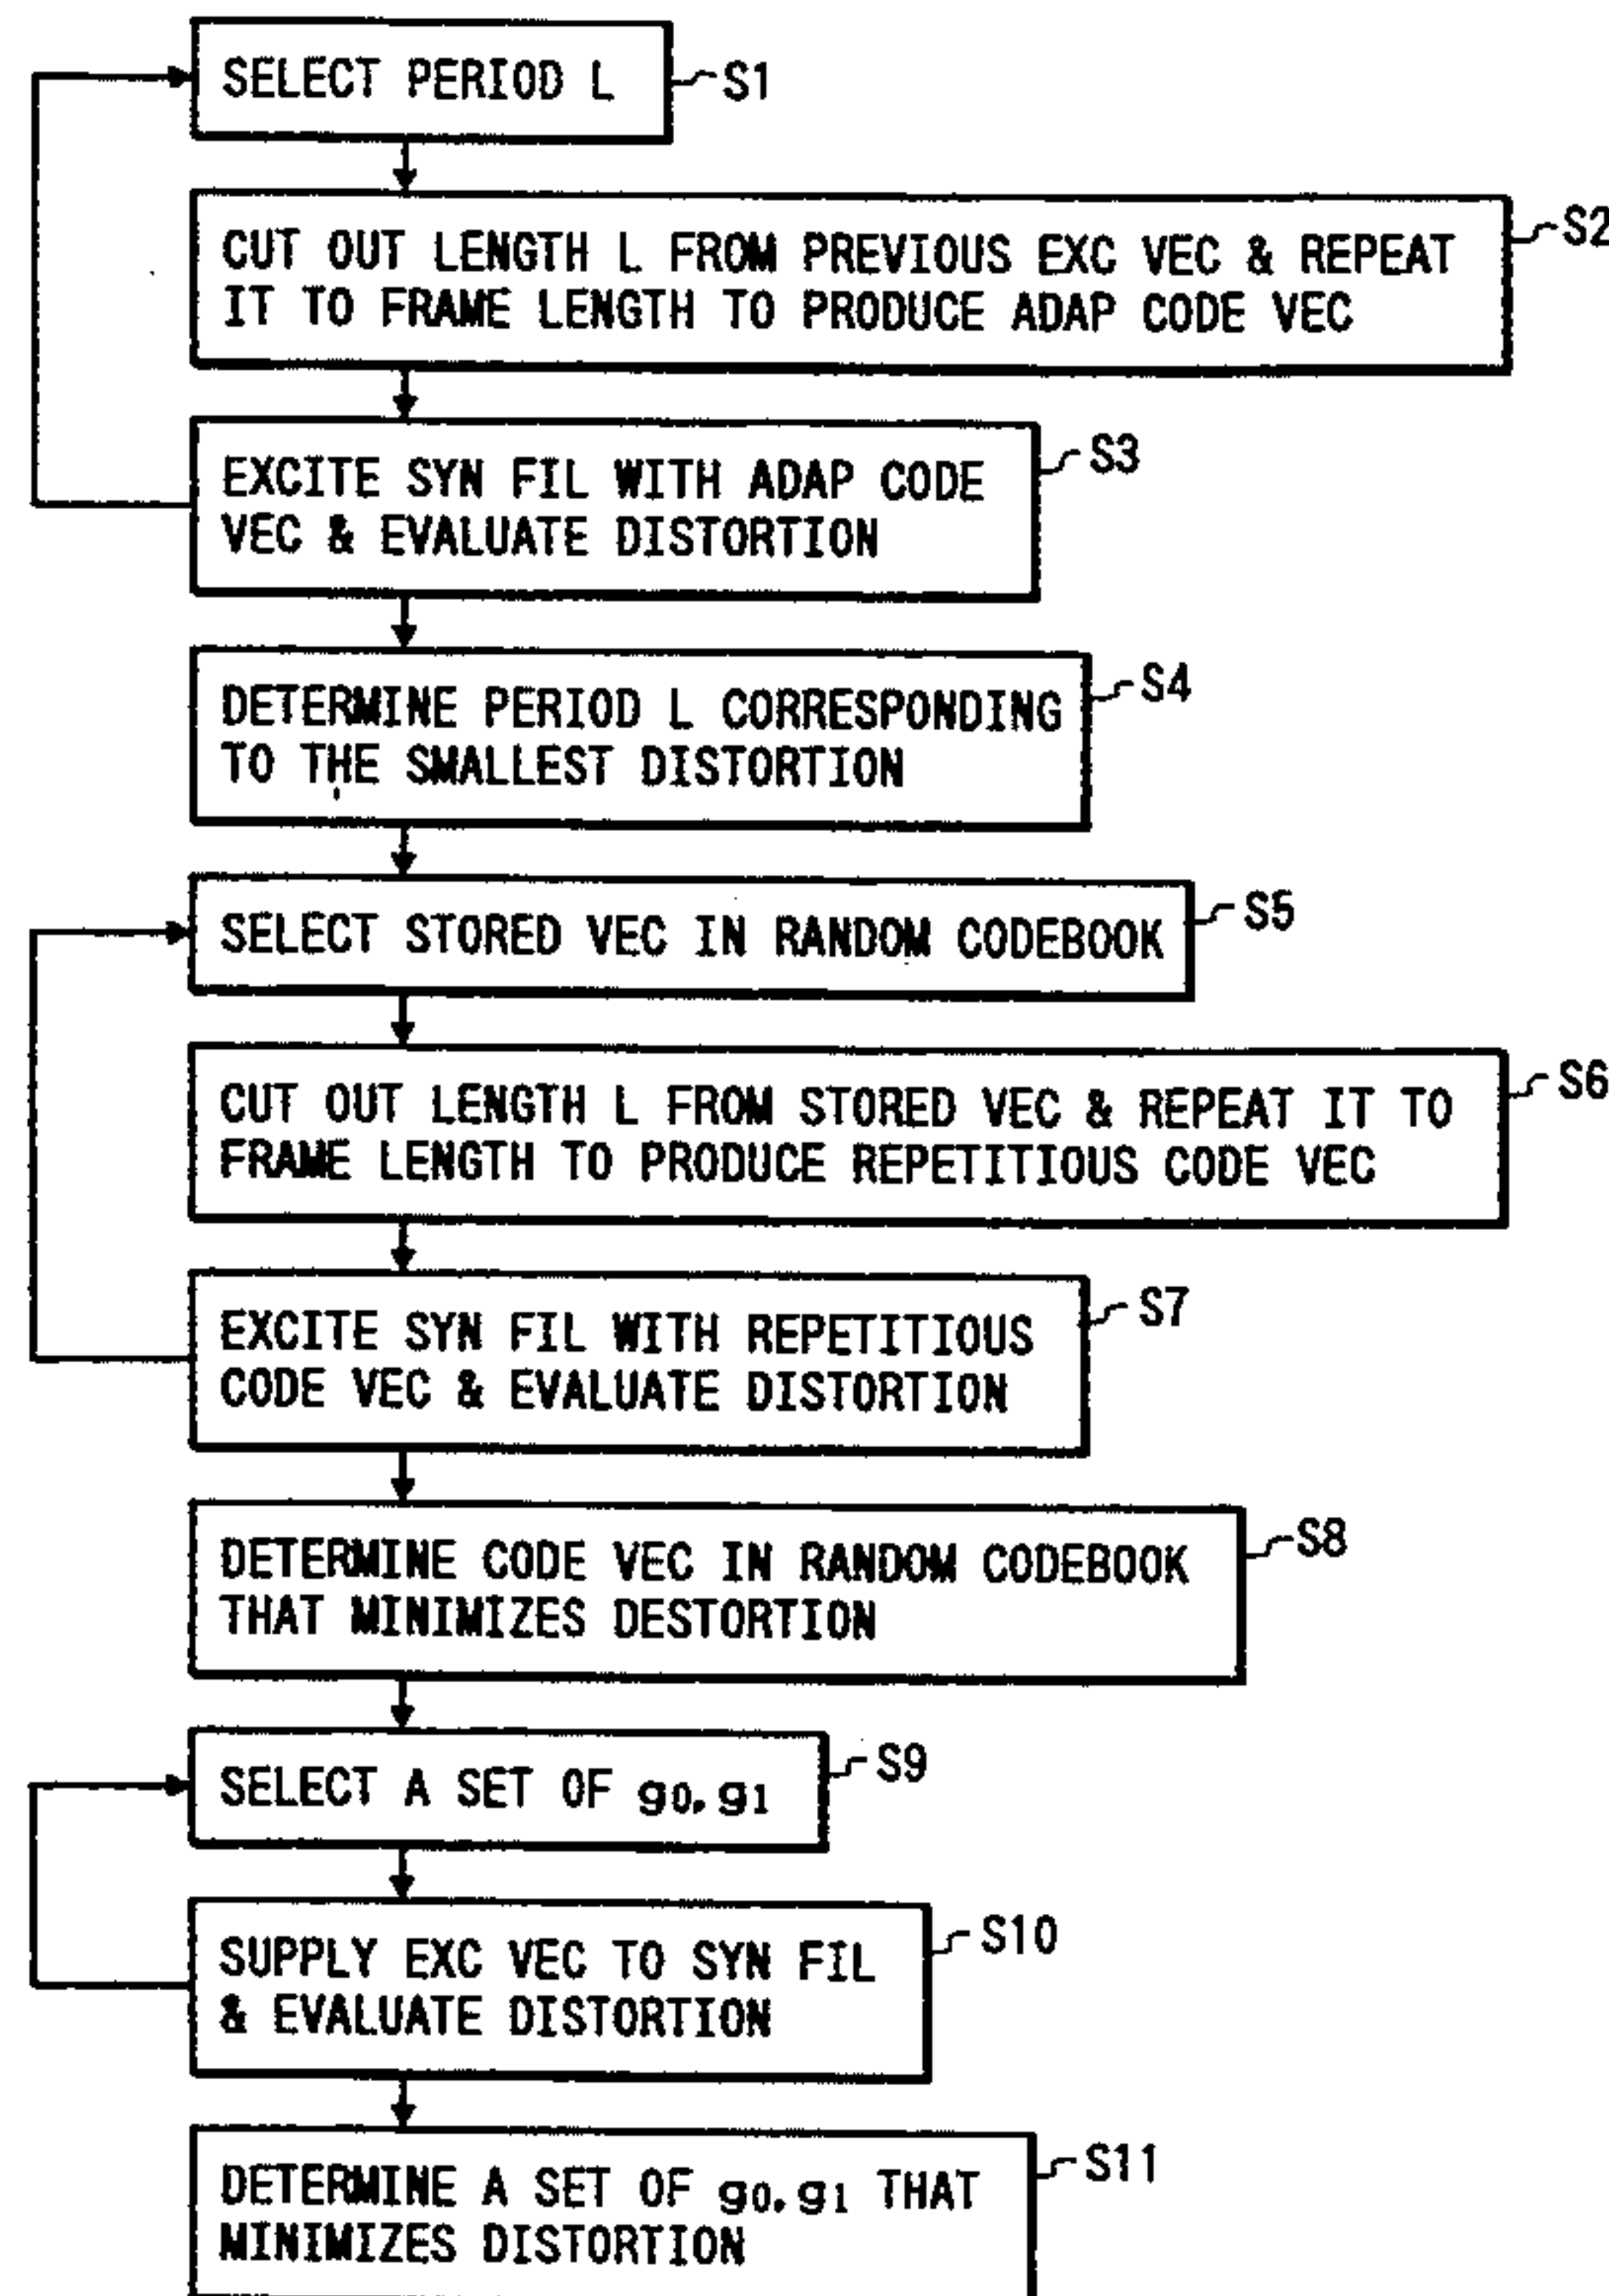 SELECT PERIOD L
S1
CUT OUT LENGTH L FROM PREVIOUS EXC VEC & REPEAT
IT TO FRAME LENGTH TO PRODUCE ADAP CODE VEC
S2
EXCITE SYN FIL WITH ADAP CODE
VEC & EVALUATE DISTORTION
S3
DETERMINE PERIOD L CORRESPONDING
TO THE SMALLEST DISTORTION
S4
SELECT STORED VEC IN RANDOM CODEBOOK
S5
CUT OUT LENGTH L FROM STORED VEC & REPEAT IT TO
FRAME LENGTH TO PRODUCE REPETITIOUS CODE VEC
S6
EXCITE SYN FIL WITH REPETITIOUS
CODE VEC & EVALUATE DISTORTION
S7
DETERMINE CODE VEC IN RANDOM CODEBOOK
THAT MINIMIZES DESTORTION
S8
SELECT A SET OF g0,g1
S9
SUPPLY EXC VEC TO SYN FIL
& EVALUATE DISTORTION
S10
DETERMINE A SET OF g0,g1 THAT
MINIMIZES DISTORTION
S11